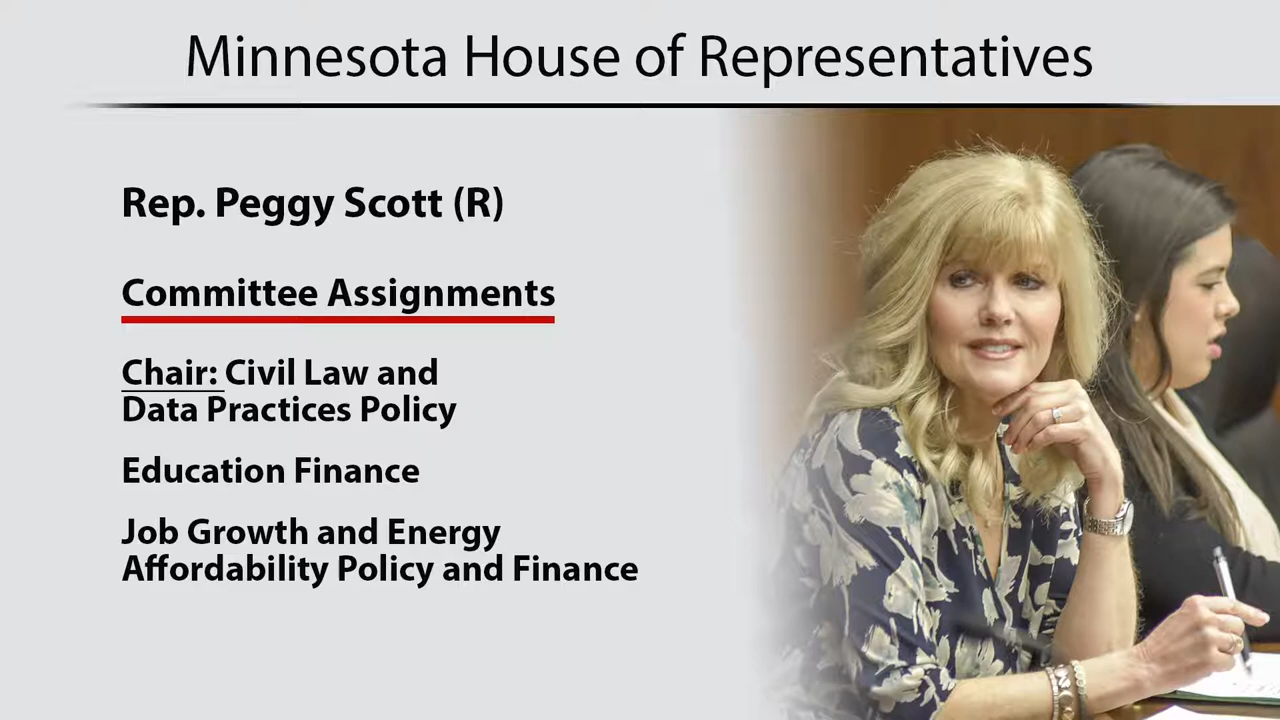 Minnesota House of Representatives
Rep. Peggy Scott (R)
Committee Assignments
Chair: Civil Law and
Data Practices Policy
Education Finance
Job Growth and Energy
Affordability Policy and Finance